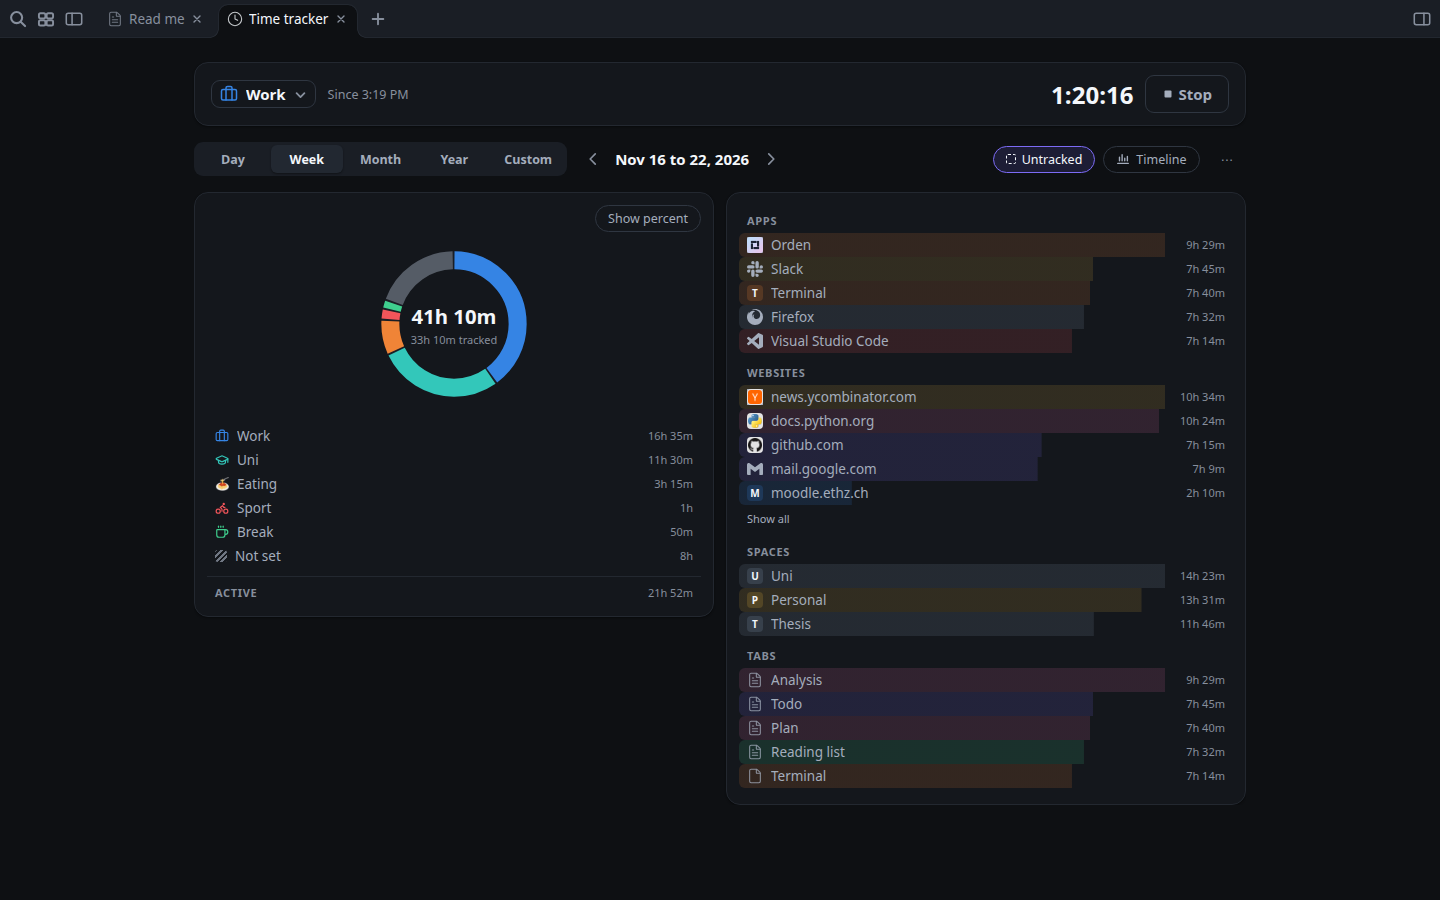 Read me
Time tracker
Work
Since 3:19 PM
1:20:16
Stop
Day
Week
Month
Year
Custom
Nov 16 to 22, 2026
Untracked
Timeline
...
Show percent
41h 10m
33h 10m tracked
Work 16h 35m
Uni 11h 30m
Eating 3h 15m
Sport 1h
Break 50m
Not set 8h
ACTIVE 21h 52m
APPS
Orden 9h 29m
Slack 7h 45m
T Terminal 7h 40m
Firefox 7h 32m
Visual Studio Code 7h 14m
WEBSITES
Y news.ycombinator.com 10h 34m
docs.python.org 10h 24m
github.com 7h 15m
mail.google.com 7h 9m
M moodle.ethz.ch 2h 10m
Show all
SPACES
U Uni 14h 23m
P Personal 13h 31m
T Thesis 11h 46m
TABS
Analysis 9h 29m
Todo 7h 45m
Plan 7h 40m
Reading list 7h 32m
Terminal 7h 14m